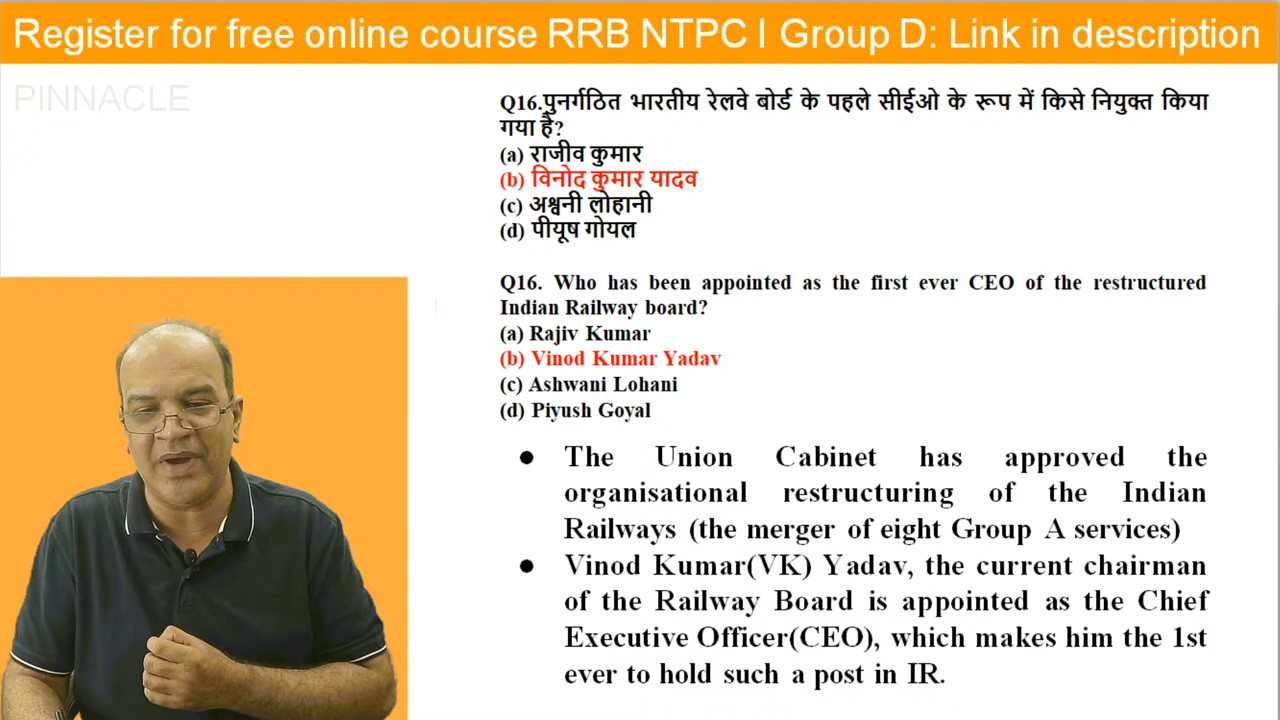 Register for free online course RRB NTPC I Group D: Link in description
PINNACLE
Q16.पुनर्गठित भारतीय रेलवे बोर्ड के पहले सीईओ के रूप में किसे नियुक्त किया
गया है?
(a) राजीव कुमार
(b) विनोद कुमार यादव
(c) अश्वनी लोहानी
(d) पीयूष गोयल
Q16. Who has been appointed as the first ever CEO of the restructured
Indian Railway board?
(a) Rajiv Kumar
(b) Vinod Kumar Yadav
(c) Ashwani Lohani
(d) Piyush Goyal
● The Union Cabinet has approved the
organisational restructuring of the Indian
Railways (the merger of eight Group A services)
● Vinod Kumar(VK) Yadav, the current chairman
of the Railway Board is appointed as the Chief
Executive Officer(CEO), which makes him the 1st
ever to hold such a post in IR.